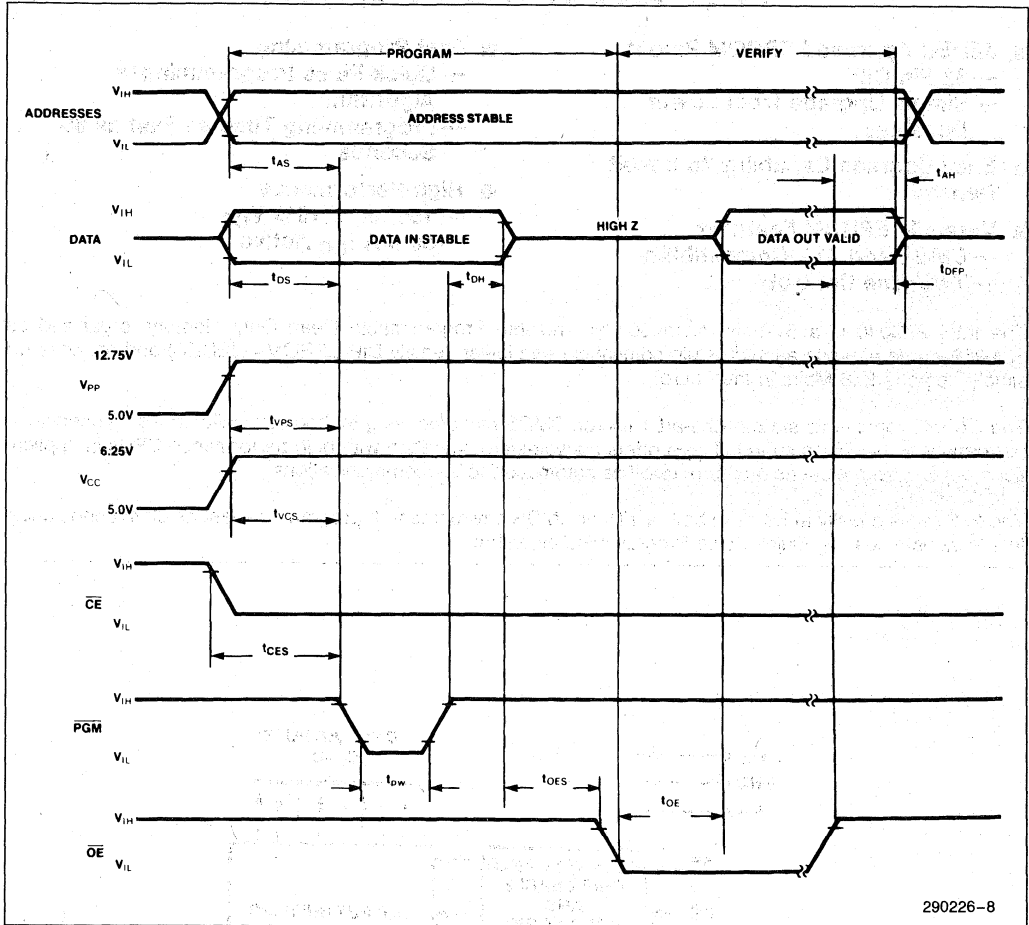 PROGRAM VERIFY
VIH
ADDRESSES ADDRESS STABLE
VIL
tAS tAH
VIH
DATA DATA IN STABLE HIGH Z DATA OUT VALID
VIL
tDS tDH tDFP
12.75V
VPP
5.0V
tVPS
6.25V
VCC
5.0V
tVCS
VIH
CE
VIL
tCES
VIH
PGM
VIL
tpw tOES tOE
VIH
OE
VIL
290226-8